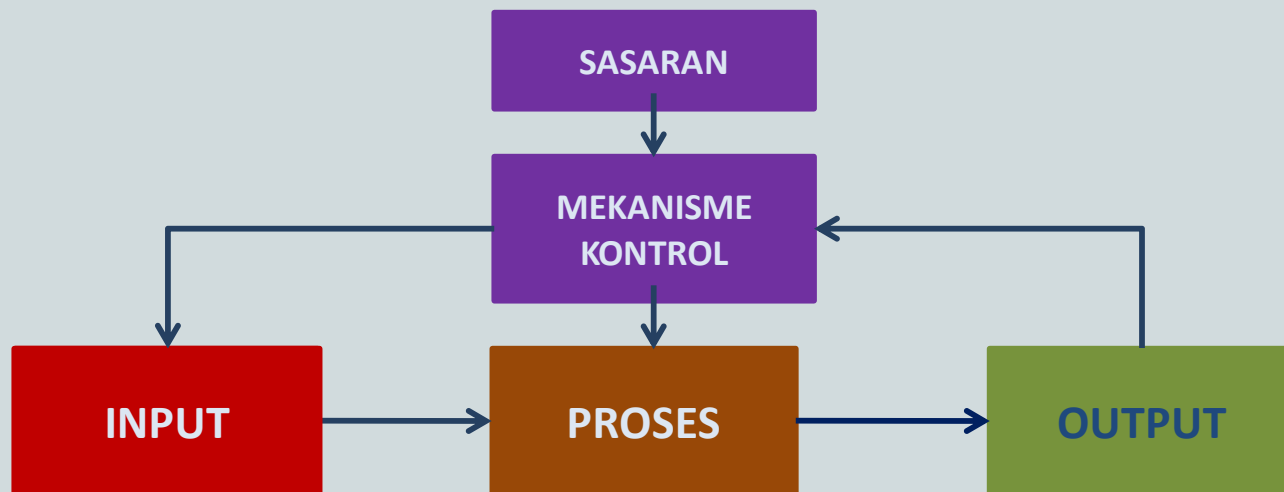 SASARAN
MEKANISME
KONTROL
INPUT
PROSES
OUTPUT